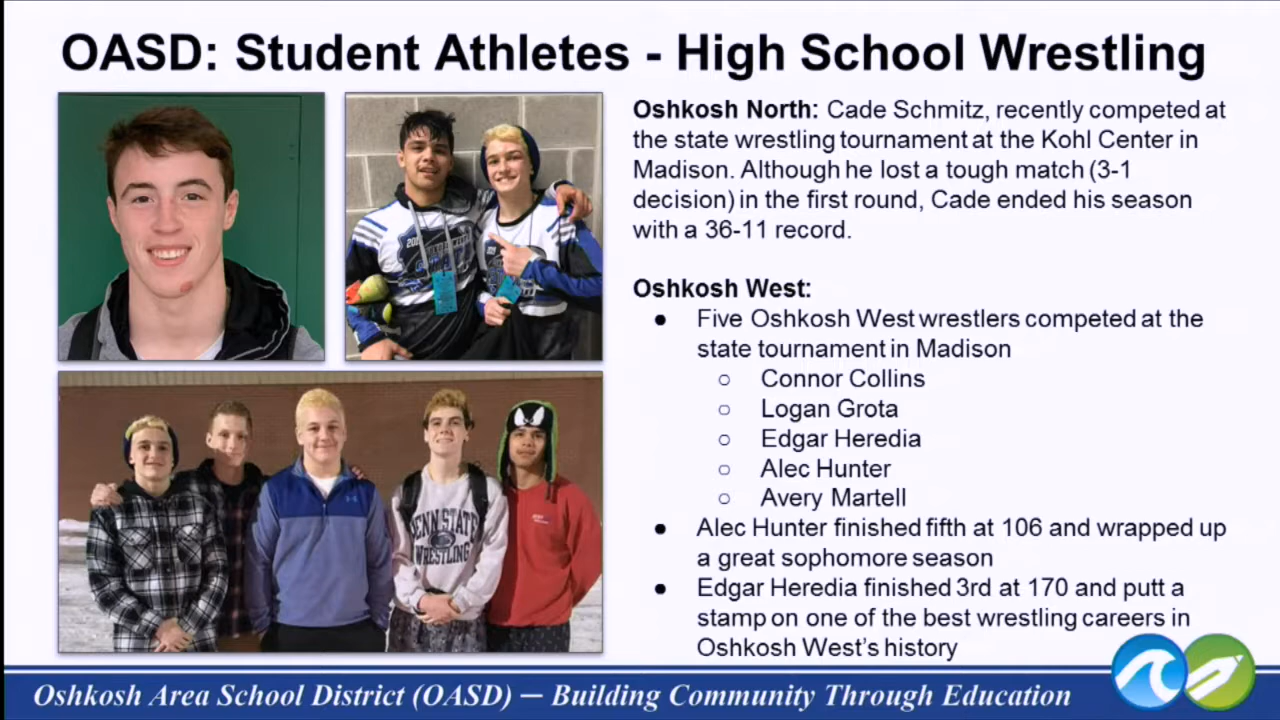 OASD: Student Athletes - High School Wrestling
Oshkosh North: Cade Schmitz, recently competed at
the state wrestling tournament at the Kohl Center in
Madison. Although he lost a tough match (3-1
decision) in the first round, Cade ended his season
with a 36-11 record.
Oshkosh West:
● Five Oshkosh West wrestlers competed at the
state tournament in Madison
○ Connor Collins
○ Logan Grota
○ Edgar Heredia
○ Alec Hunter
○ Avery Martell
● Alec Hunter finished fifth at 106 and wrapped up
a great sophomore season
● Edgar Heredia finished 3rd at 170 and putt a
stamp on one of the best wrestling careers in
Oshkosh West's history
PENN STATE
WRESTLING
Oshkosh Area School District (OASD) — Building Community Through Education